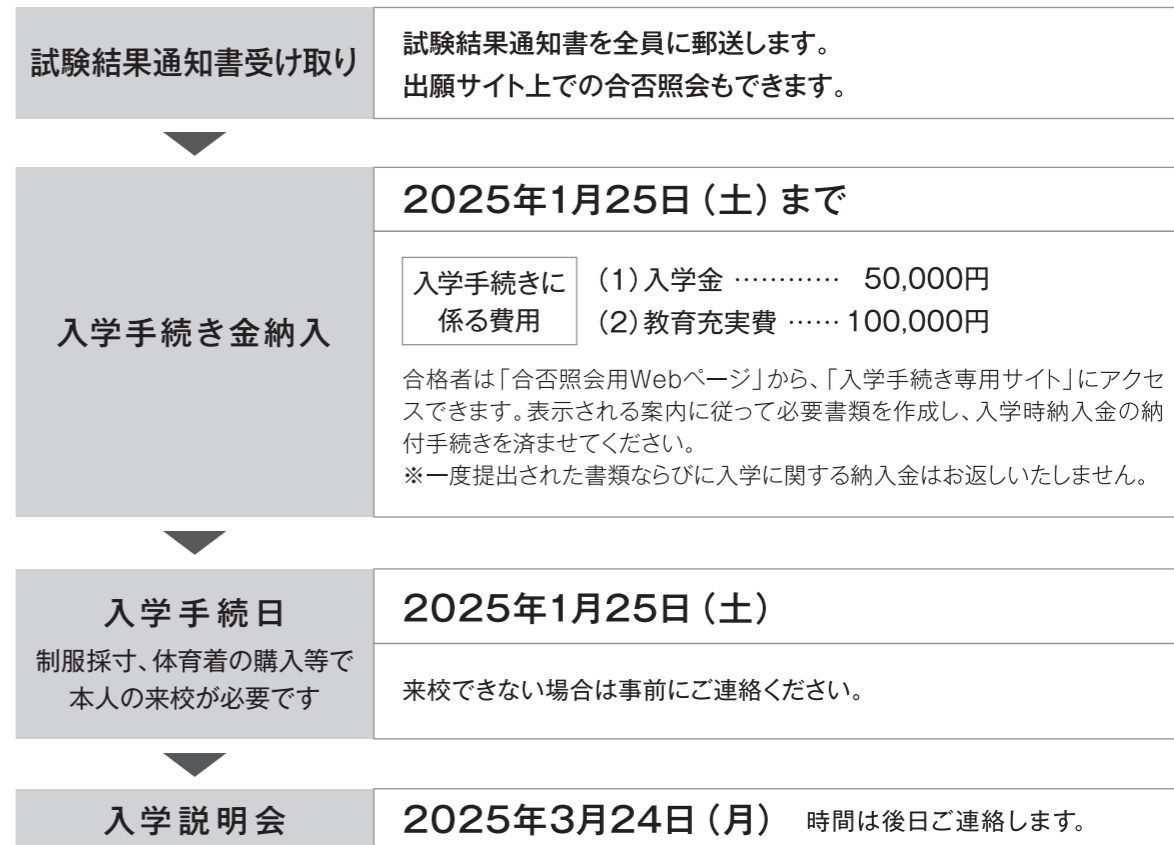 試験結果通知書受け取り
試験結果通知書を全員に郵送します。
出願サイト上での合否照会もできます。
入学手続き金納入
2025年1月25日（土）まで
入学手続きに
係る費用
（1）入学金 ………… 50,000円
（2）教育充実費 …… 100,000円
合格者は「合否照会用Webページ」から、「入学手続き専用サイト」にアクセ
スできます。表示される案内に従って必要書類を作成し、入学時納入金の納
付手続きを済ませてください。
※一度提出された書類ならびに入学に関する納入金はお返しいたしません。
入学手続日
制服採寸、体育着の購入等で
本人の来校が必要です
2025年1月25日（土）
来校できない場合は事前にご連絡ください。
入学説明会
2025年3月24日（月） 時間は後日ご連絡します。